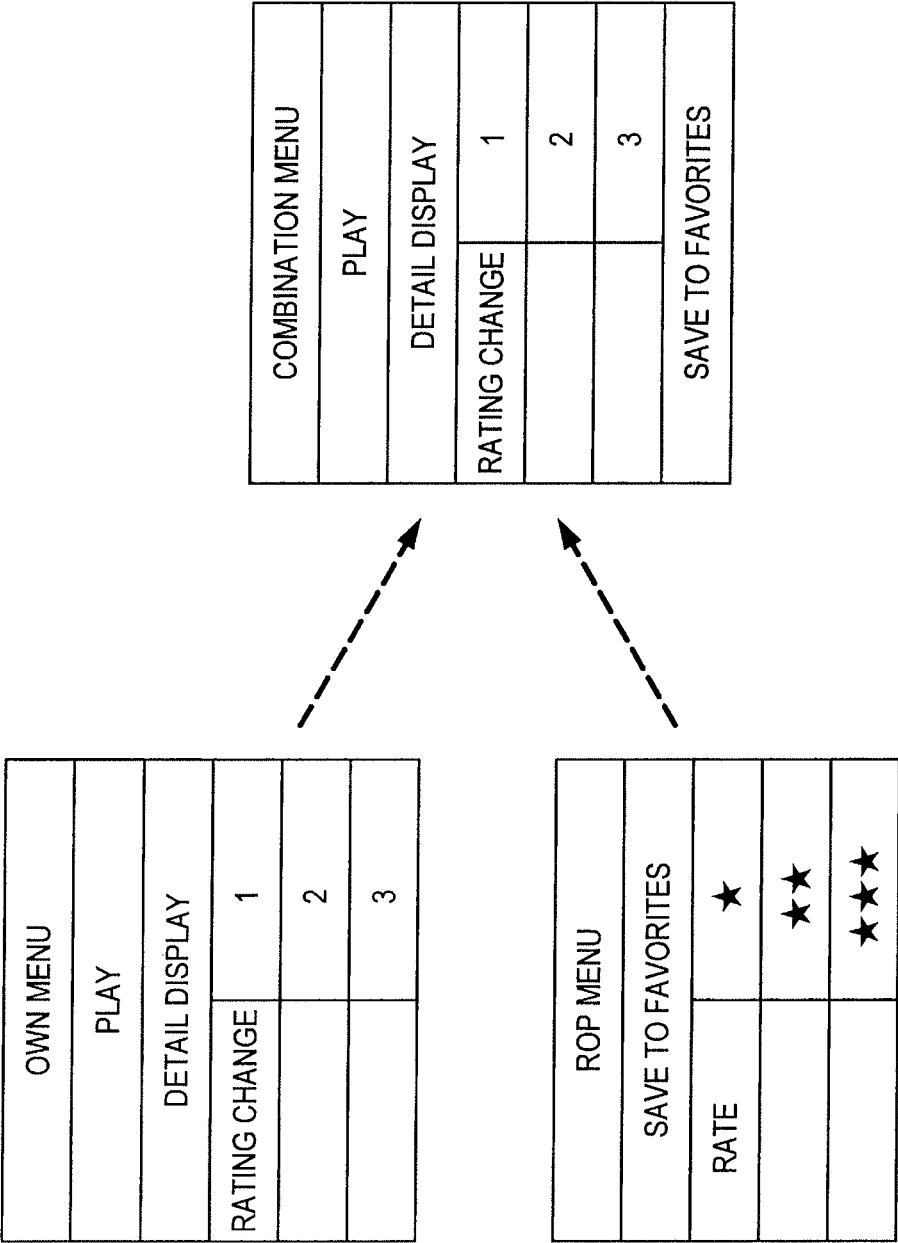 OWN MENU
PLAY
DETAIL DISPLAY
RATING CHANGE 1
2
3
ROP MENU
SAVE TO FAVORITES
RATE ★
★★
★★★
COMBINATION MENU
PLAY
DETAIL DISPLAY
RATING CHANGE 1
2
3
SAVE TO FAVORITES